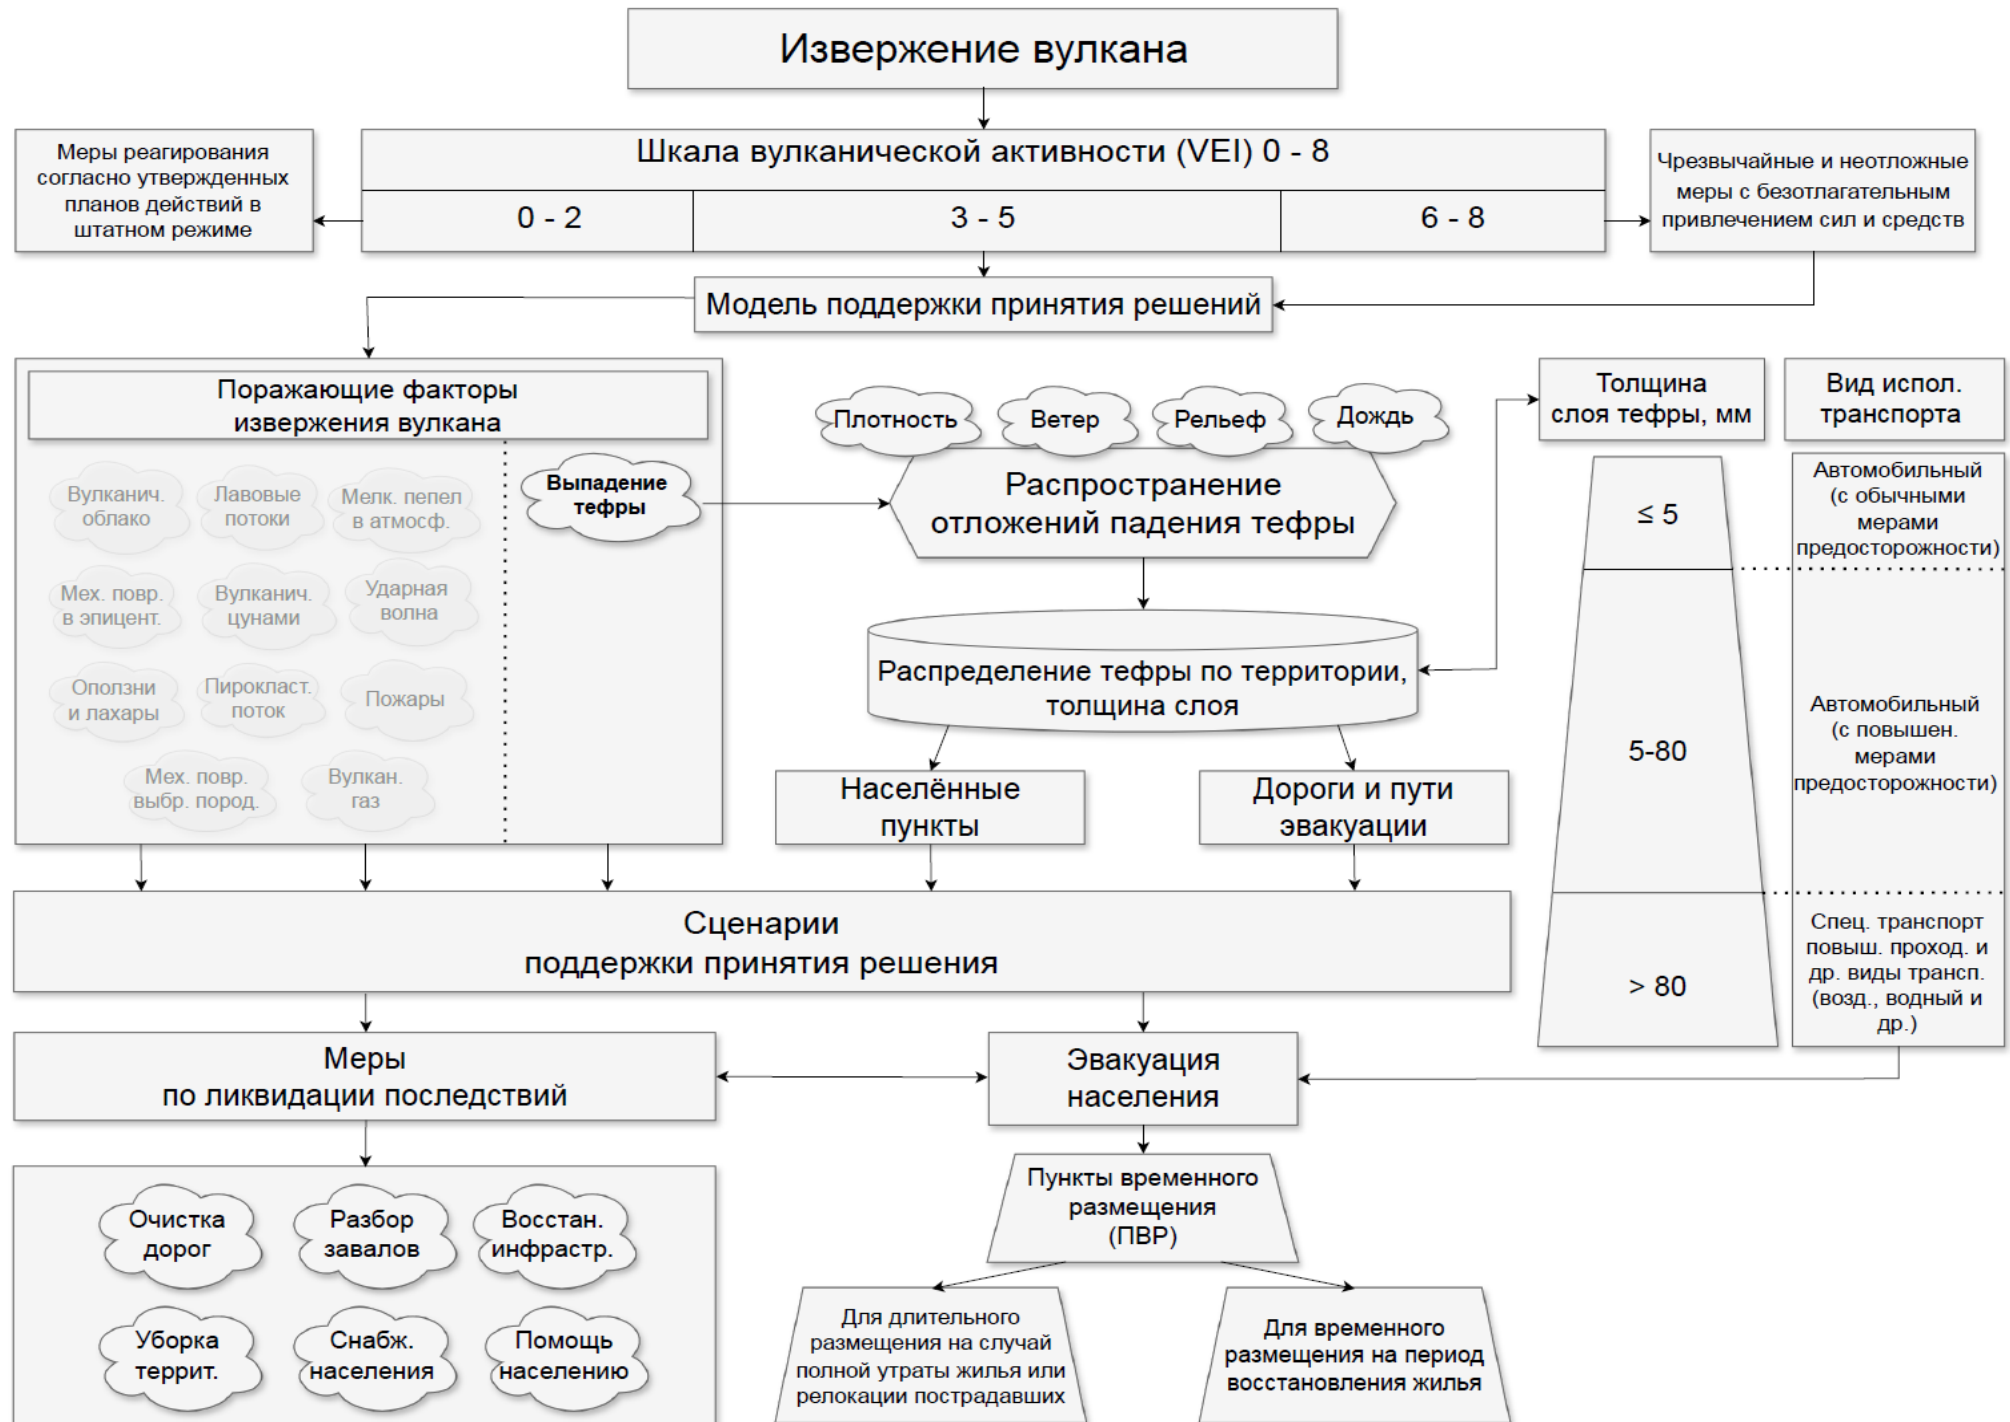 Извержение вулкана
Меры реагирования
согласно утвержденных
планов действий в
штатном режиме
Шкала вулканической активности (VEI) 0 - 8
0 - 2
3 - 5
6 - 8
Чрезвычайные и неотложные
меры с безотлагательным
привлечением сил и средств
Модель поддержки принятия решений
Поражающие факторы
извержения вулкана
Вулканич.
облако
Лавовые
потоки
Мелк. пепел
в атмосф.
Мех. повр.
в эпицент.
Вулканич.
цунами
Ударная
волна
Оползни
и лахары
Пирокласт.
поток
Пожары
Мех. повр.
выбр. пород.
Вулкан.
газ
Выпадение
тефры
Плотность
Ветер
Рельеф
Дождь
Распространение
отложений падения тефры
Распределение тефры по территории,
толщина слоя
Населённые
пункты
Дороги и пути
эвакуации
Толщина
слоя тефры, мм
≤ 5
5-80
> 80
Вид испол.
транспорта
Автомобильный
(с обычными
мерами
предосторожности)
Автомобильный
(с повышен.
мерами
предосторожности)
Спец. транспорт
повыш. проход. и
др. виды трансп.
(возд., водный и
др.)
Сценарии
поддержки принятия решения
Меры
по ликвидации последствий
Эвакуация
населения
Очистка
дорог
Разбор
завалов
Восстан.
инфрастр.
Уборка
террит.
Снабж.
населения
Помощь
населению
Пункты временного
размещения
(ПВР)
Для длительного
размещения на случай
полной утраты жилья или
релокации пострадавших
Для временного
размещения на период
восстановления жилья